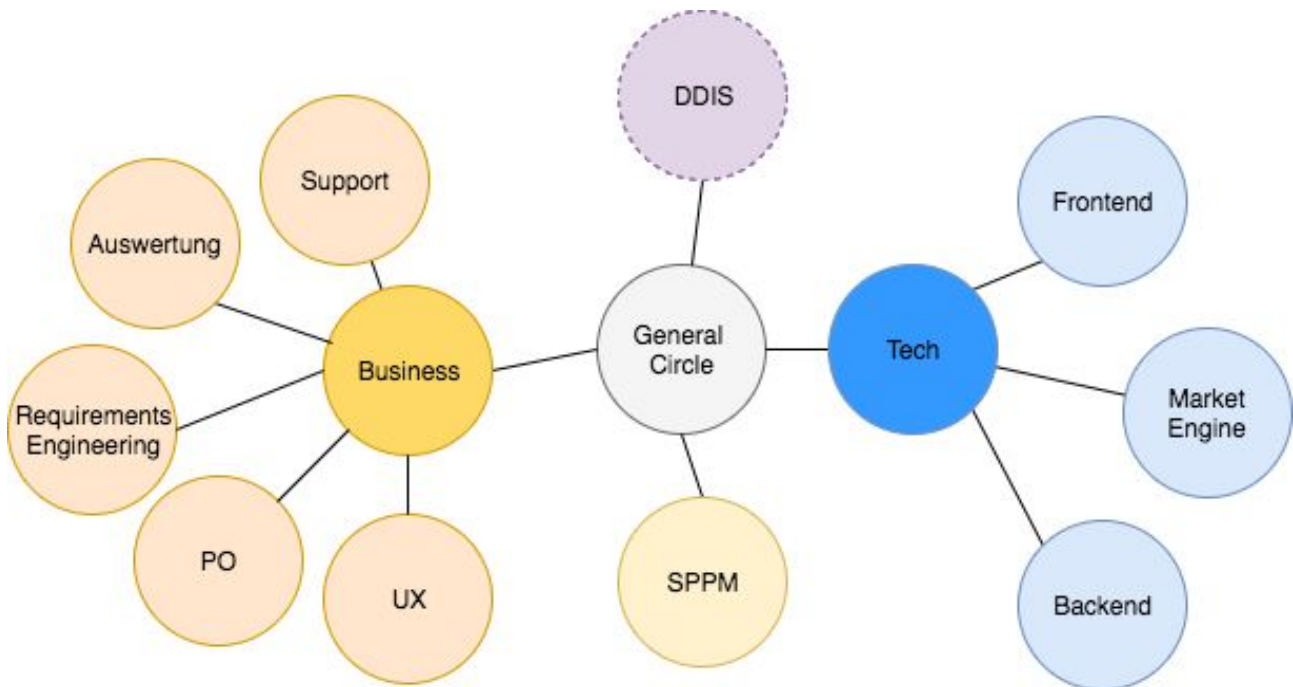 DDIS
Support
Frontend
Auswertung
General
Circle
Tech
Business
Requirements
Engineering
Market
Engine
PO
UX
SPPM
Backend